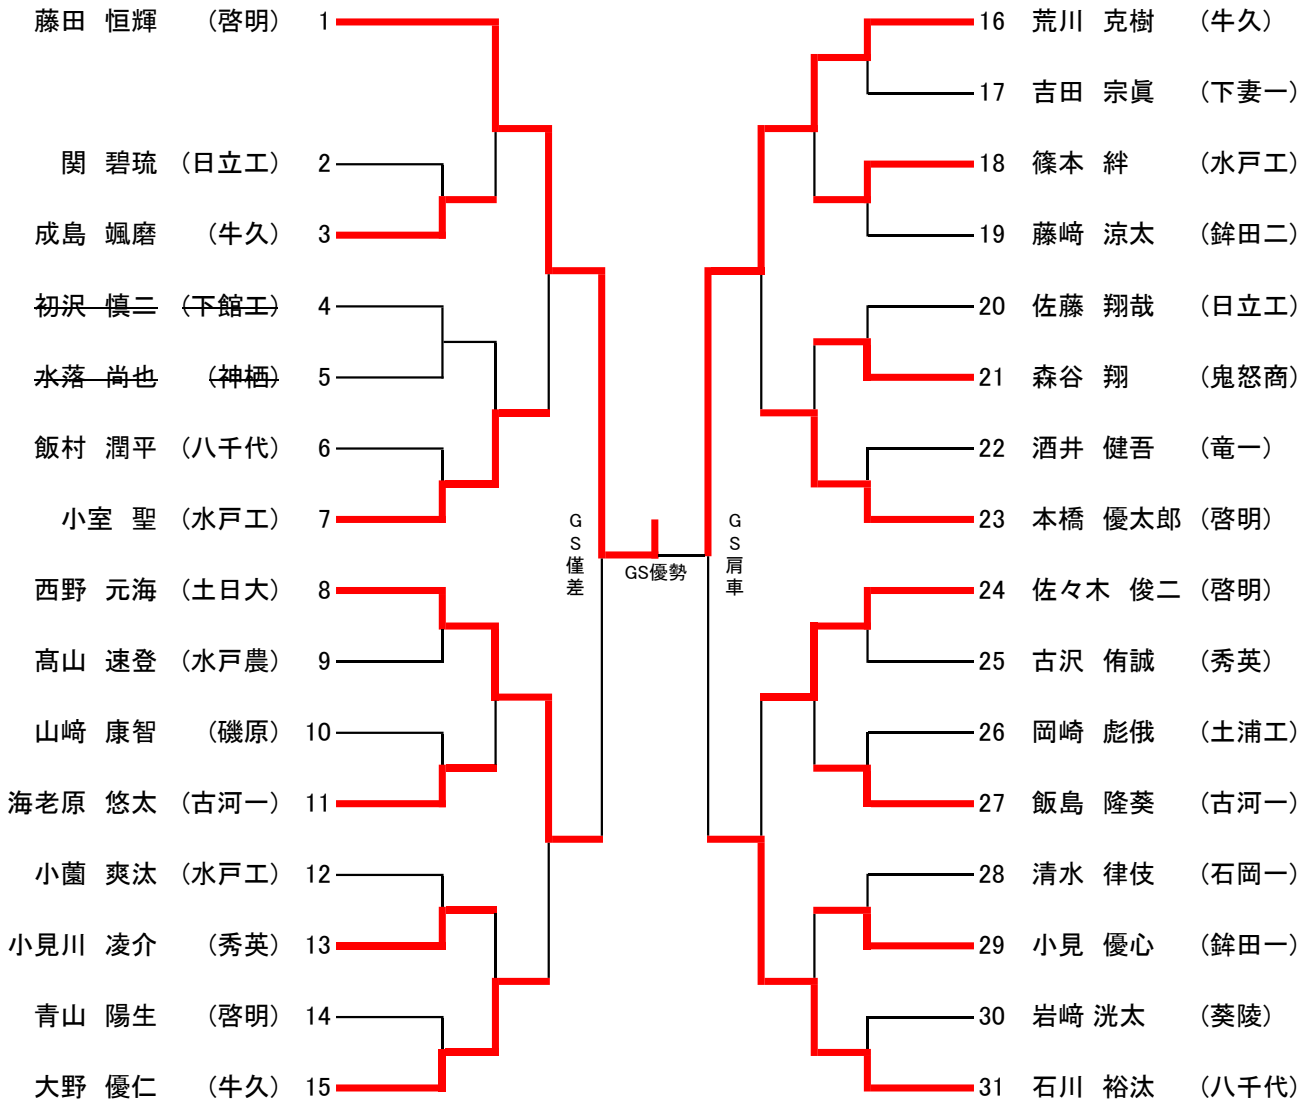 藤田 恒輝 (啓明) 1
関 碧琉 (日立工) 2
成島 颯磨 (牛久) 3
初沢 慎二 (下館工) 4
水落 尚也 (神栖) 5
飯村 潤平 (八千代) 6
小室 聖 (水戸工) 7
西野 元海 (土日大) 8
髙山 速登 (水戸農) 9
山﨑 康智 (磯原) 10
海老原 悠太 (古河一) 11
小薗 爽汰 (水戸工) 12
小見川 凌介 (秀英) 13
青山 陽生 (啓明) 14
大野 優仁 (牛久) 15
GS僅差
GS優勢
GS肩車
16 荒川 克樹 (牛久)
17 吉田 宗眞 (下妻一)
18 篠本 絆 (水戸工)
19 藤﨑 涼太 (鉾田二)
20 佐藤 翔哉 (日立工)
21 森谷 翔 (鬼怒商)
22 酒井 健吾 (竜一)
23 本橋 優太郎 (啓明)
24 佐々木 俊二 (啓明)
25 古沢 侑誠 (秀英)
26 岡崎 彪俄 (土浦工)
27 飯島 隆葵 (古河一)
28 清水 律伎 (石岡一)
29 小見 優心 (鉾田一)
30 岩﨑 洸太 (葵陵)
31 石川 裕汰 (八千代)